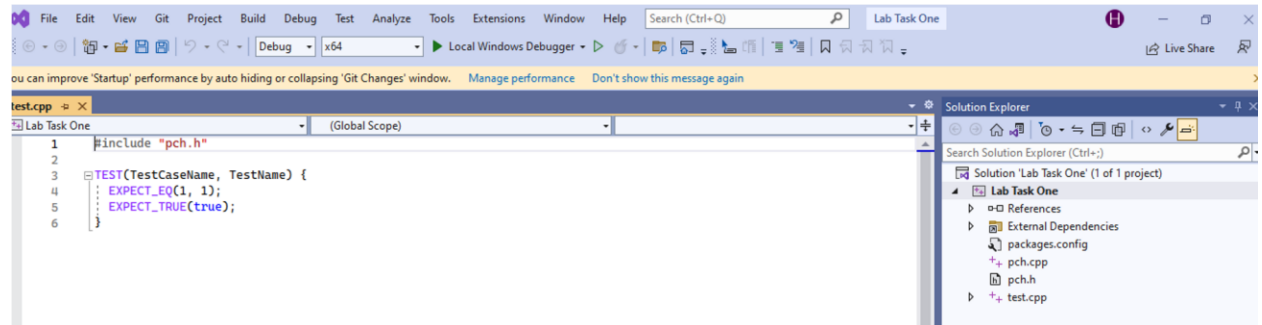 File Edit View Git Project Build Debug Test Analyze Tools Extensions Window Help Search (Ctrl+Q) Lab Task One H
Debug x64 Local Windows Debugger Live Share
ou can improve 'Startup' performance by auto hiding or collapsing 'Git Changes' window. Manage performance Don't show this message again
test.cpp
Lab Task One (Global Scope)
1 #include "pch.h"
2
3 TEST(TestCaseName, TestName) {
4 EXPECT_EQ(1, 1);
5 EXPECT_TRUE(true);
6 }
Solution Explorer
Search Solution Explorer (Ctrl+;)
Solution 'Lab Task One' (1 of 1 project)
Lab Task One
References
External Dependencies
packages.config
pch.cpp
pch.h
test.cpp